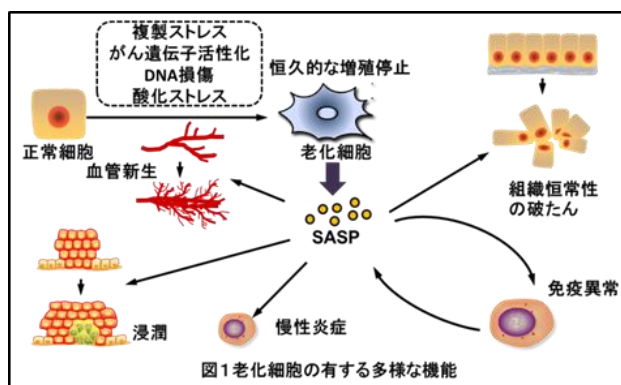 複製ストレス
がん遺伝子活性化
DNA損傷
酸化ストレス
恒久的な増殖停止
正常細胞
老化細胞
血管新生
組織恒常性
の破たん
SASP
免疫異常
浸潤
慢性炎症
図1老化細胞の有する多様な機能